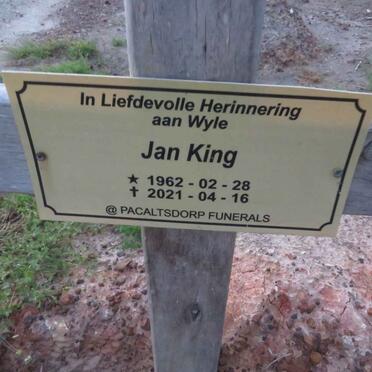 In Liefdevolle Herinnering
aan Wyle
Jan King
★ 1962 - 02 - 28
✝ 2021 - 04 - 16
@ PACALTSDORP FUNERALS